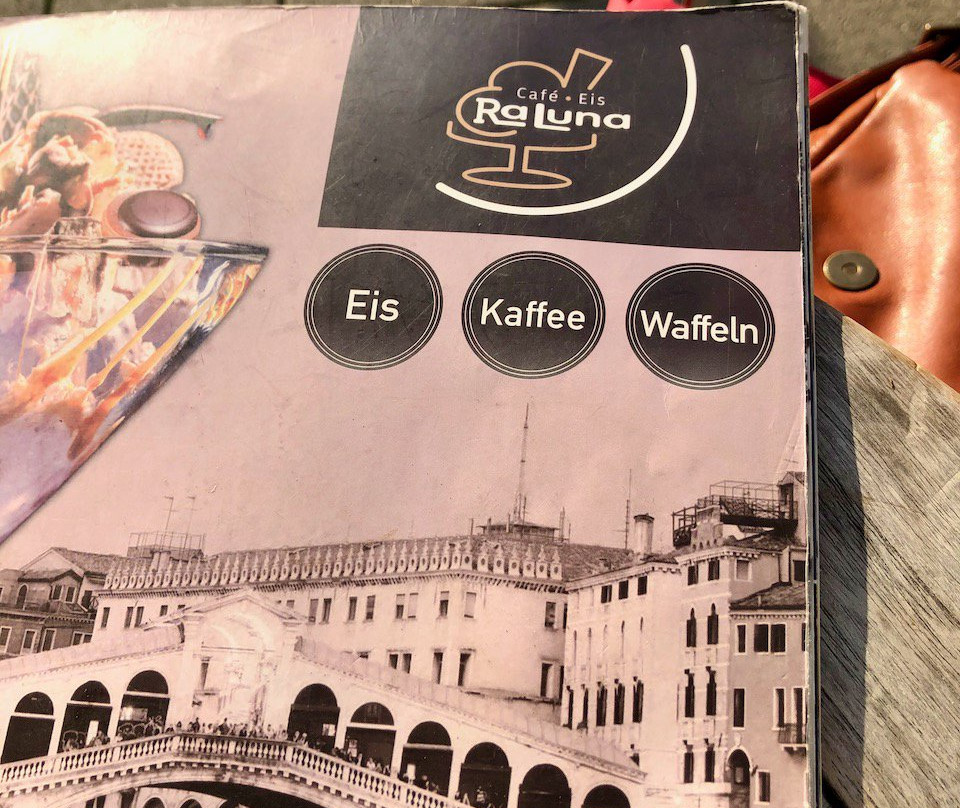 Café • Eis
RaLuna
Eis
Kaffee
Waffeln